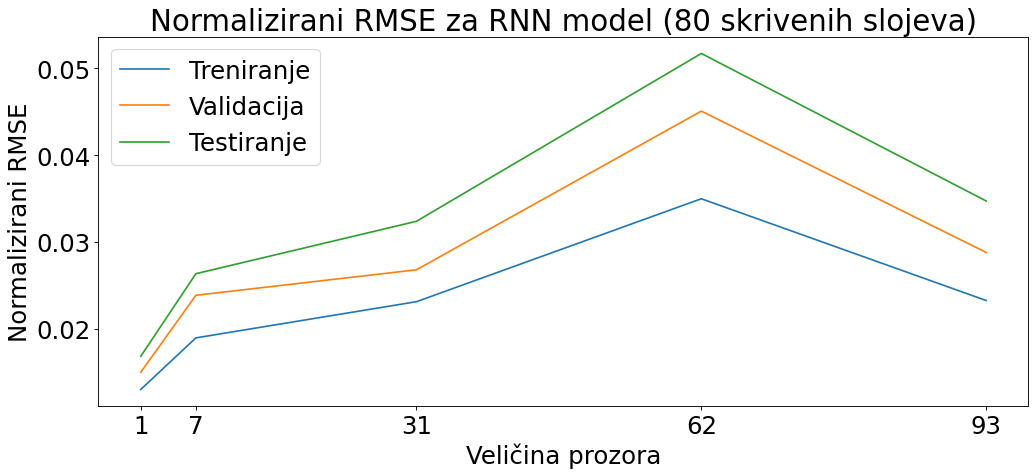 Normalizirani RMSE za RNN model (80 skrivenih slojeva)
Treniranje
Validacija
Testiranje
Normalizirani RMSE
0.05
0.04
0.03
0.02
1 7 31 62 93
Veličina prozora